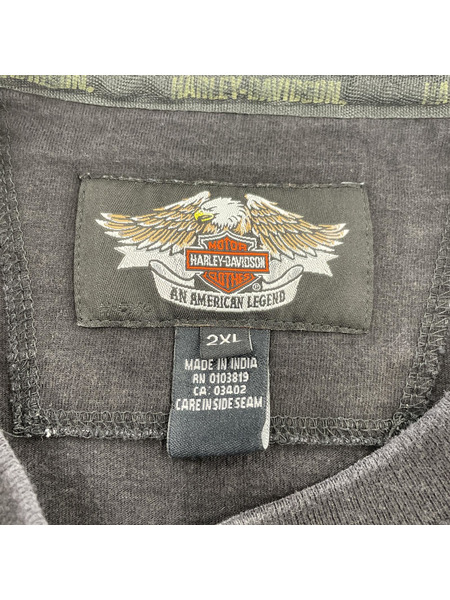 HARLEY-DAVIDSON
MOTOR
HARLEY-DAVIDSON
CLOTHES
®
AN AMERICAN LEGEND
2XL
MADE IN INDIA
RN 0103819
CA: 03402
CARE IN SIDE SEAM